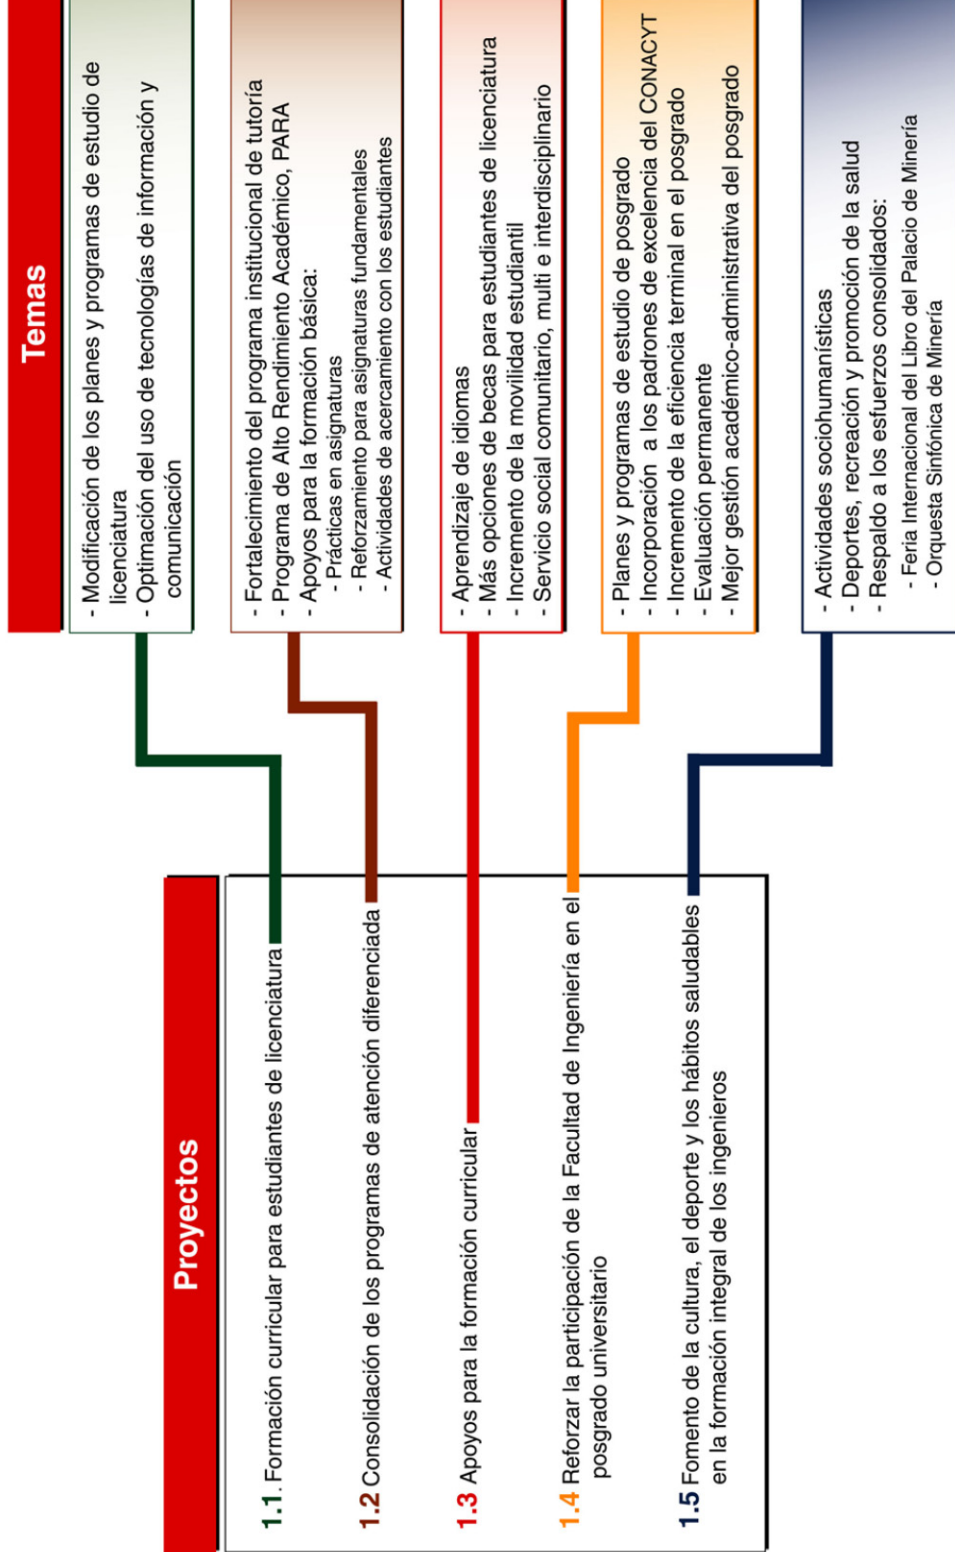 Proyectos
1.1. Formación curricular para estudiantes de licenciatura
1.2 Consolidación de los programas de atención diferenciada
1.3 Apoyos para la formación curricular
1.4 Reforzar la participación de la Facultad de Ingeniería en el
posgrado universitario
1.5 Fomento de la cultura, el deporte y los hábitos saludables
en la formación integral de los ingenieros
Temas
- Modificación de los planes y programas de estudio de
licenciatura
- Optimación del uso de tecnologías de información y
comunicación
- Fortalecimiento del programa institucional de tutoría
- Programa de Alto Rendimiento Académico, PARA
- Apoyos para la formación básica:
- Prácticas en asignaturas
- Reforzamiento para asignaturas fundamentales
- Actividades de acercamiento con los estudiantes
- Aprendizaje de idiomas
- Más opciones de becas para estudiantes de licenciatura
- Incremento de la movilidad estudiantil
- Servicio social comunitario, multi e interdisciplinario
- Planes y programas de estudio de posgrado
- Incorporación a los padrones de excelencia del CONACYT
- Incremento de la eficiencia terminal en el posgrado
- Evaluación permanente
- Mejor gestión académico-administrativa del posgrado
- Actividades sociohumanísticas
- Deportes, recreación y promoción de la salud
- Respaldo a los esfuerzos consolidados:
- Feria Internacional del Libro del Palacio de Minería
- Orquesta Sinfónica de Minería